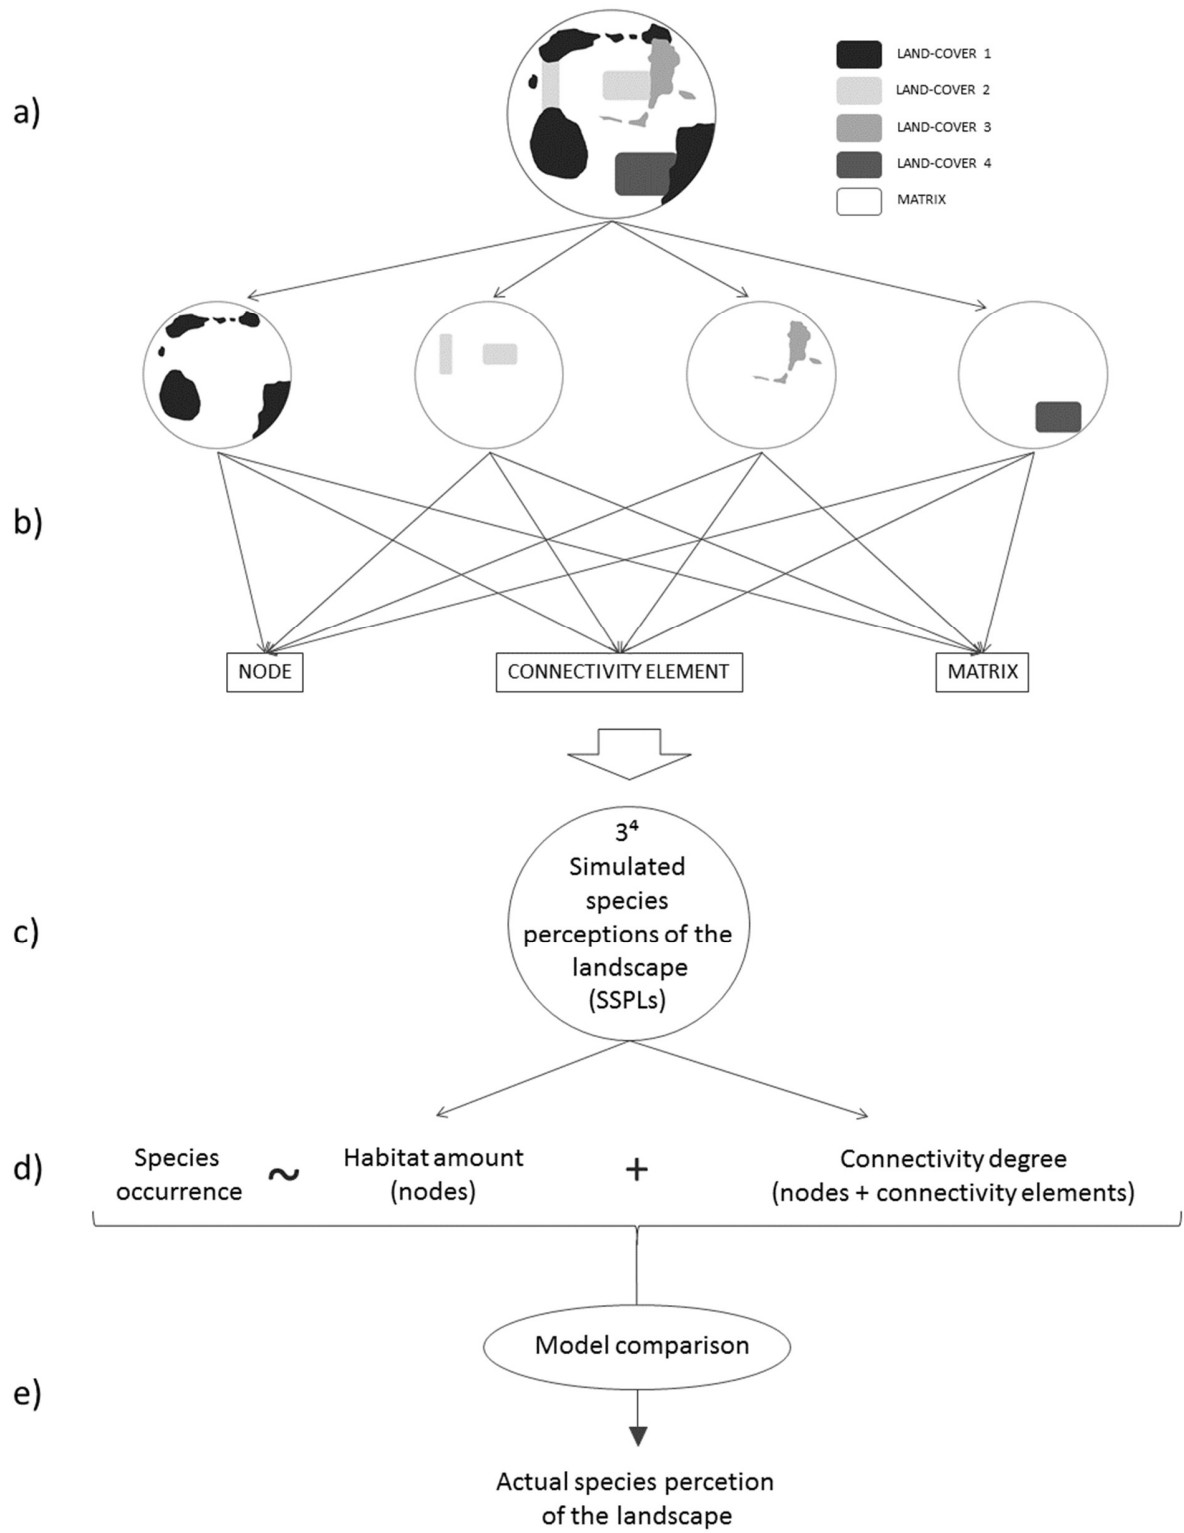 a)
LAND-COVER 1
LAND-COVER 2
LAND-COVER 3
LAND-COVER 4
MATRIX
b)
NODE
CONNECTIVITY ELEMENT
MATRIX
c)
3⁴
Simulated
species
perceptions of the
landscape
(SSPLs)
d)
Species
occurrence
~
Habitat amount
(nodes)
+
Connectivity degree
(nodes + connectivity elements)
Model comparison
e)
Actual species percetion
of the landscape